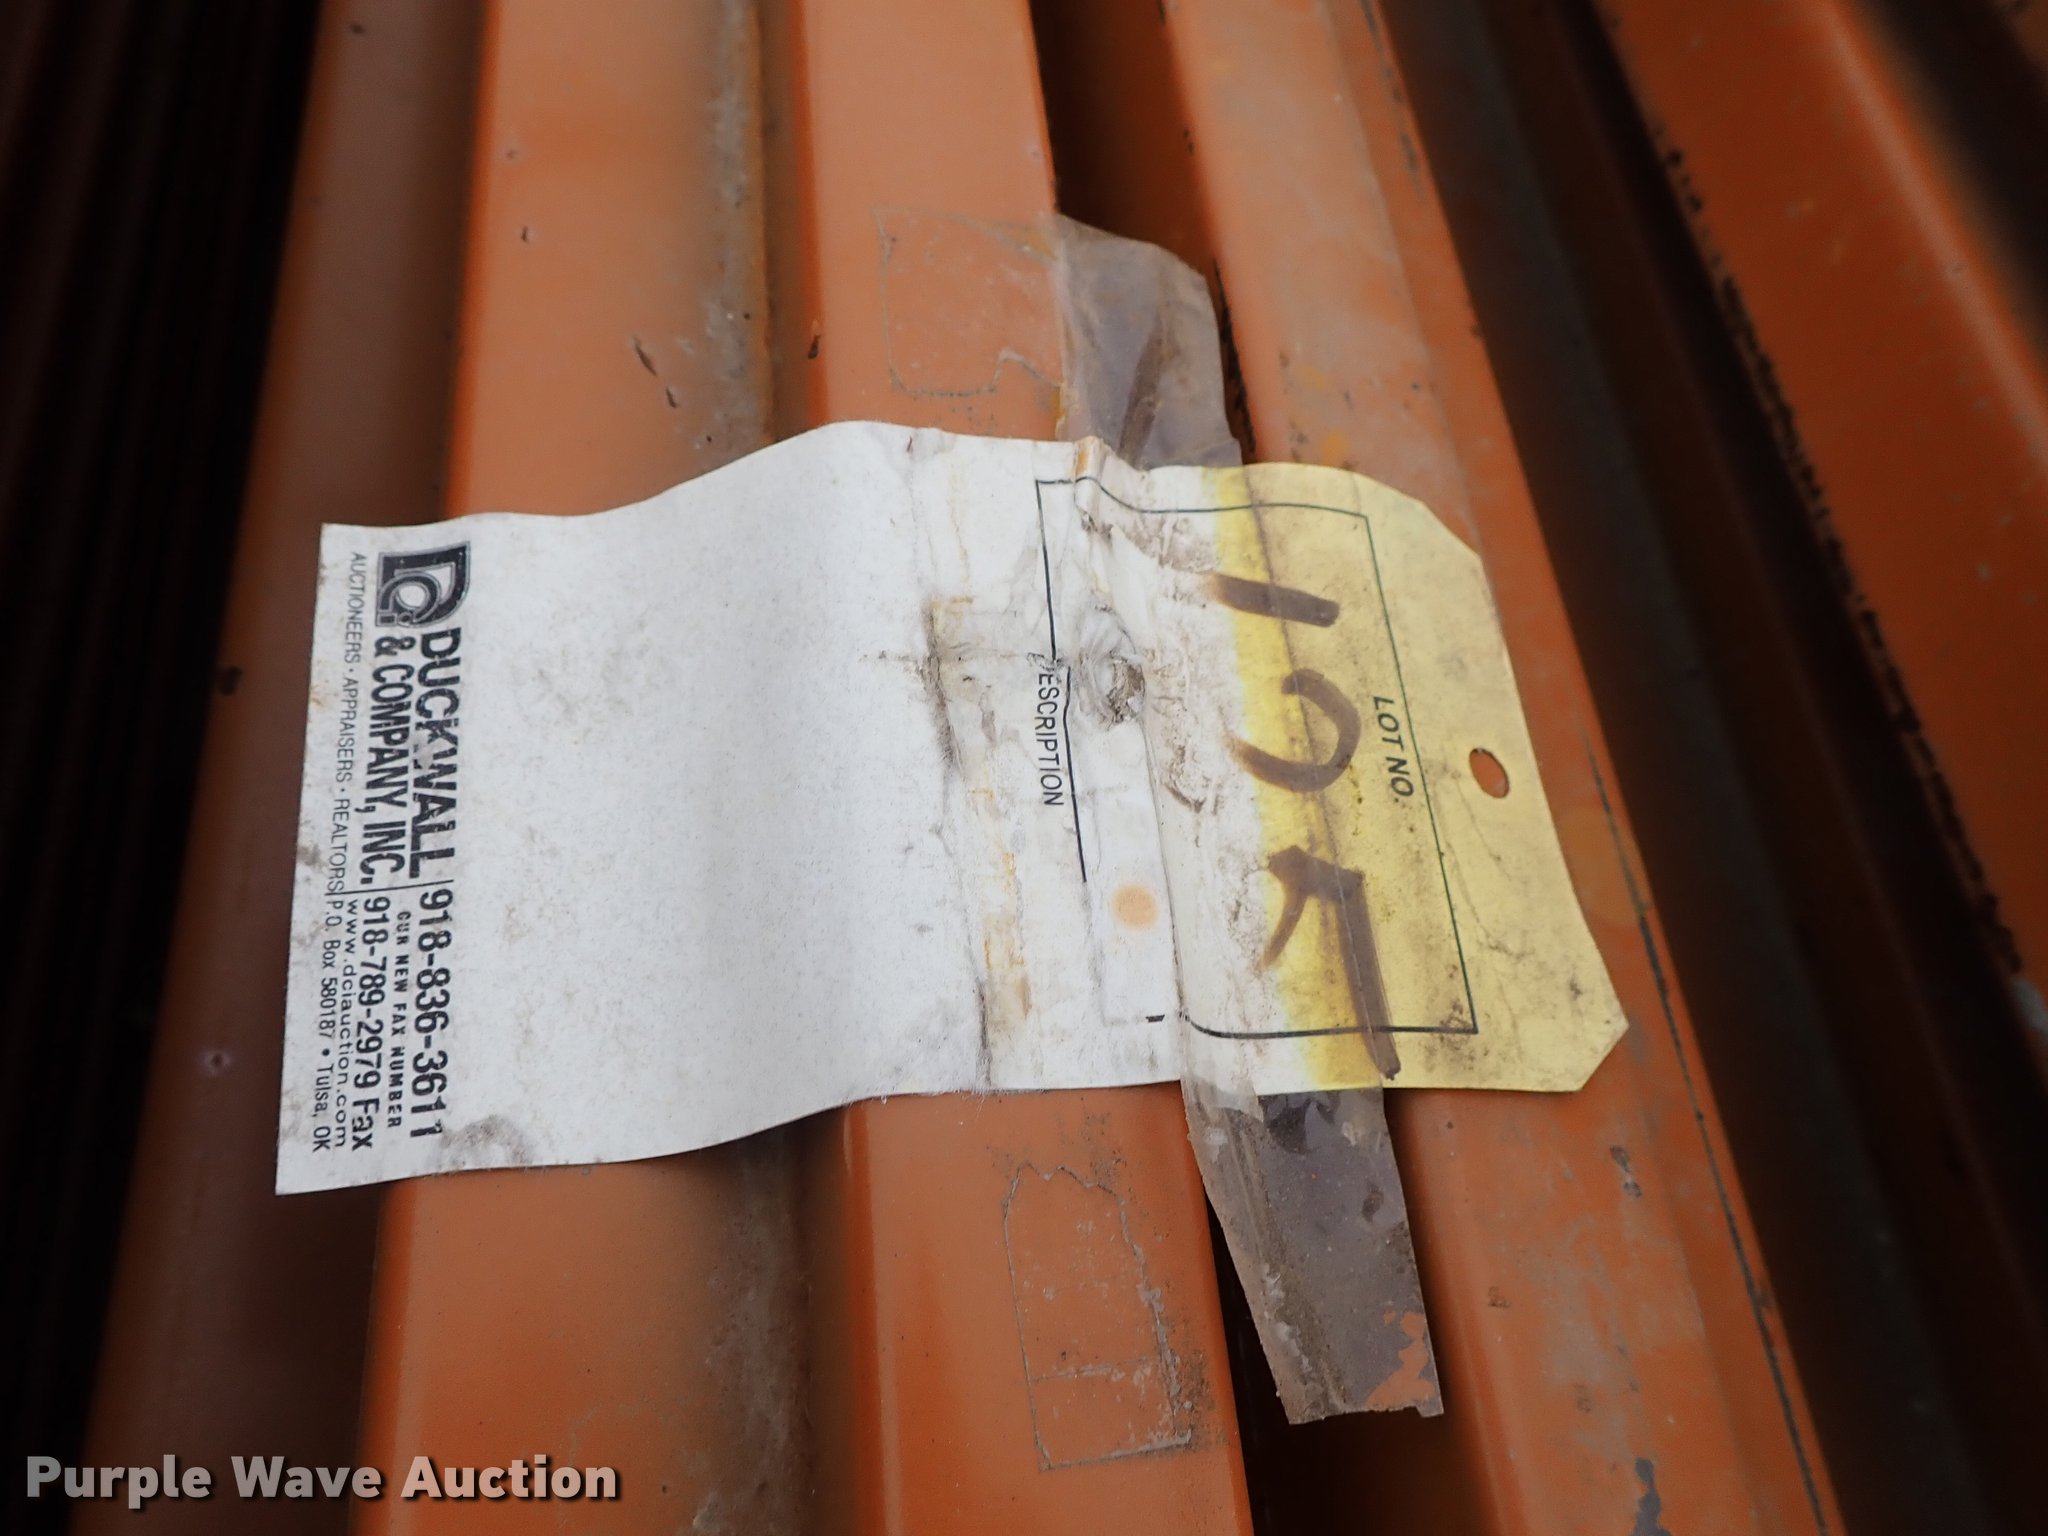 LOT NO.
DESCRIPTION
DUCKWALL
& COMPANY, INC.
AUCTIONEERS · APPRAISERS · REALTORS
918-836-3611
OUR NEW FAX NUMBER
918-789-2979 Fax
www.dciauction.com
P.O. Box 580187 • Tulsa, OK
Purple Wave Auction